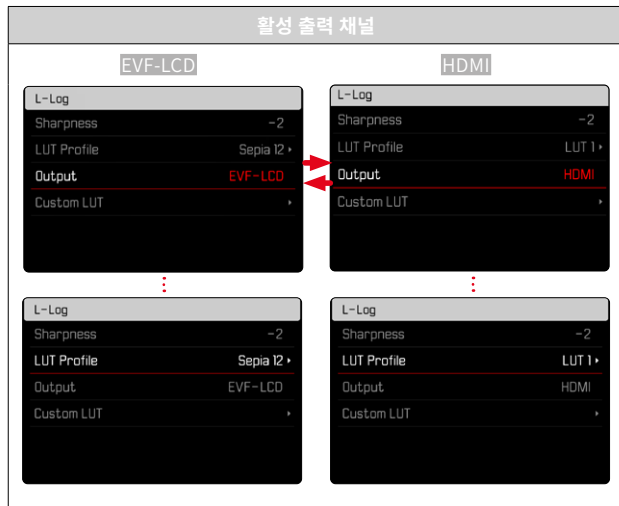 활성 출력 채널
EVF-LCD
L-Log
Sharpness -2
LUT Profile Sepia 12
Output EVF-LCD
Custom LUT
HDMI
L-Log
Sharpness -2
LUT Profile LUT 1
Output HDMI
Custom LUT
L-Log
Sharpness -2
LUT Profile Sepia 12
Output EVF-LCD
Custom LUT
L-Log
Sharpness -2
LUT Profile LUT 1
Output HDMI
Custom LUT